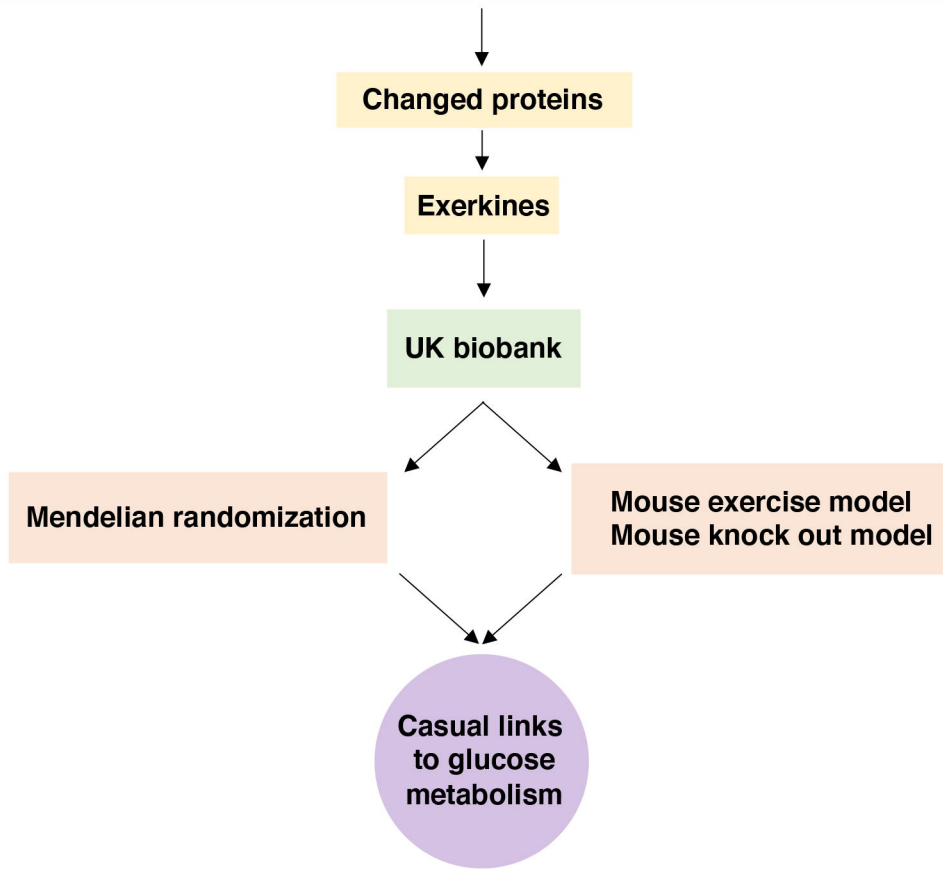 Changed proteins
Exerkines
UK biobank
Mendelian randomization
Mouse exercise model
Mouse knock out model
Casual links
to glucose
metabolism